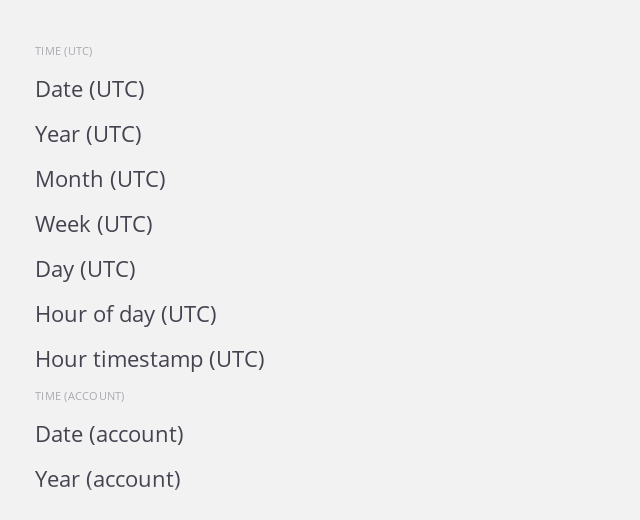 TIME (UTC)
Date (UTC)
Year (UTC)
Month (UTC)
Week (UTC)
Day (UTC)
Hour of day (UTC)
Hour timestamp (UTC)
TIME (ACCOUNT)
Date (account)
Year (account)